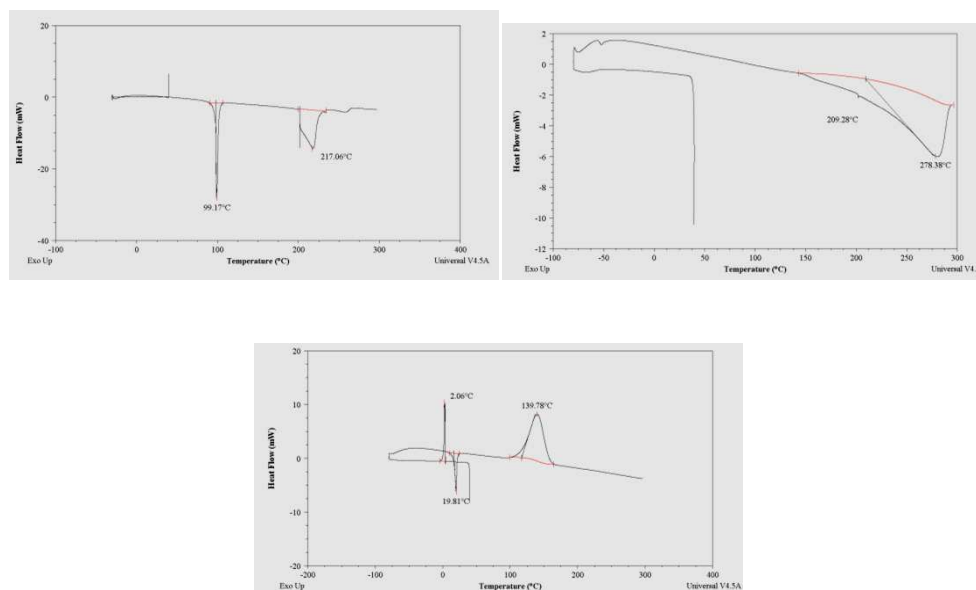 20
0
-20
-40
Heat Flow (mW)
99.17°C
217.06°C
-100
0
100
200
300
400
Exo Up
Temperature (°C)
Universal V4.5A
2
0
-2
-4
-6
-8
-10
-12
Heat Flow (mW)
209.28°C
278.38°C
-100
-50
0
50
100
150
200
250
300
Exo Up
Temperature (°C)
Universal V4.
20
10
0
-10
-20
Heat Flow (mW)
2.06°C
139.78°C
19.81°C
-200
-100
0
100
200
300
400
Exo Up
Temperature (°C)
Universal V4.5A